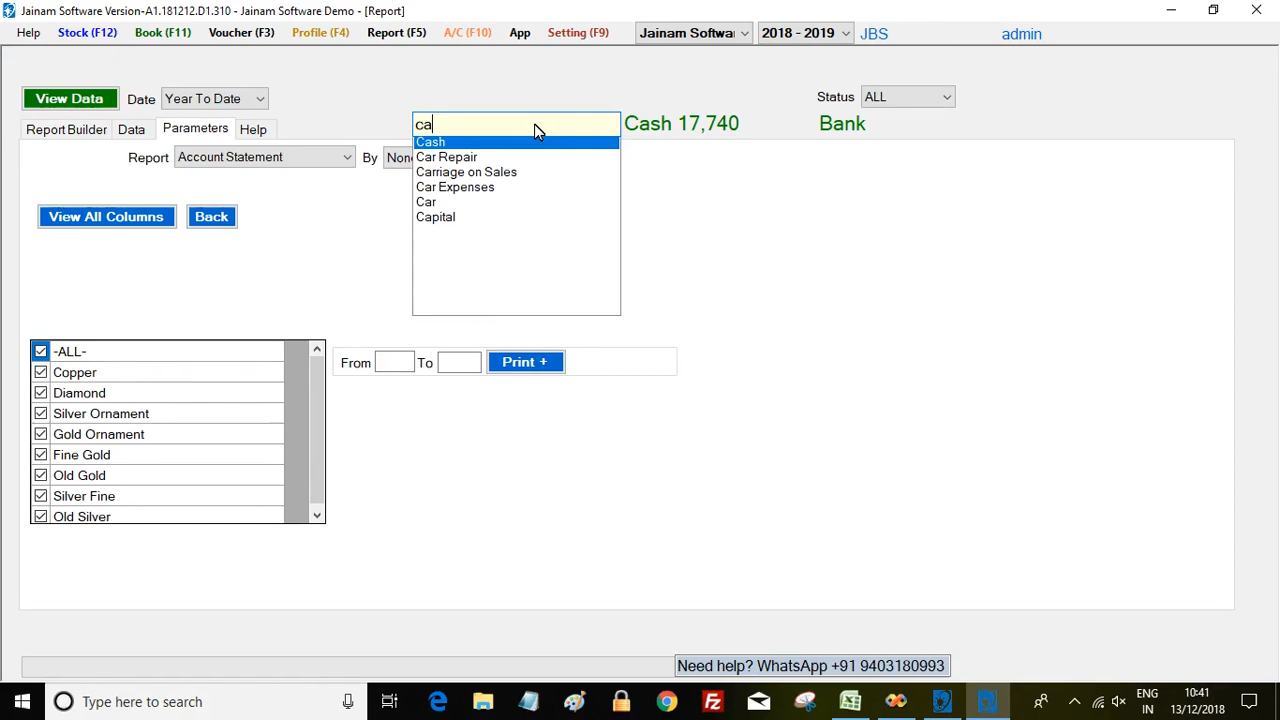 Jainam Software Version-A1.181212.D1.310 - Jainam Software Demo - [Report]
Help Stock (F12) Book (F11) Voucher (F3) Profile (F4) Report (F5) A/C (F10) App Setting (F9) Jainam Softwa 2018 - 2019 JBS admin
View Data Date Year To Date Status ALL
ca Cash 17,740 Bank
Report Builder Data Parameters Help
Cash
Report Account Statement By None Car Repair
Carriage on Sales
Car Expenses
Car
View All Columns Back Capital
-ALL-
Copper From To Print +
Diamond
Silver Ornament
Gold Ornament
Fine Gold
Old Gold
Silver Fine
Old Silver
Need help? WhatsApp +91 9403180993
Type here to search ENG IN 10:41 13/12/2018